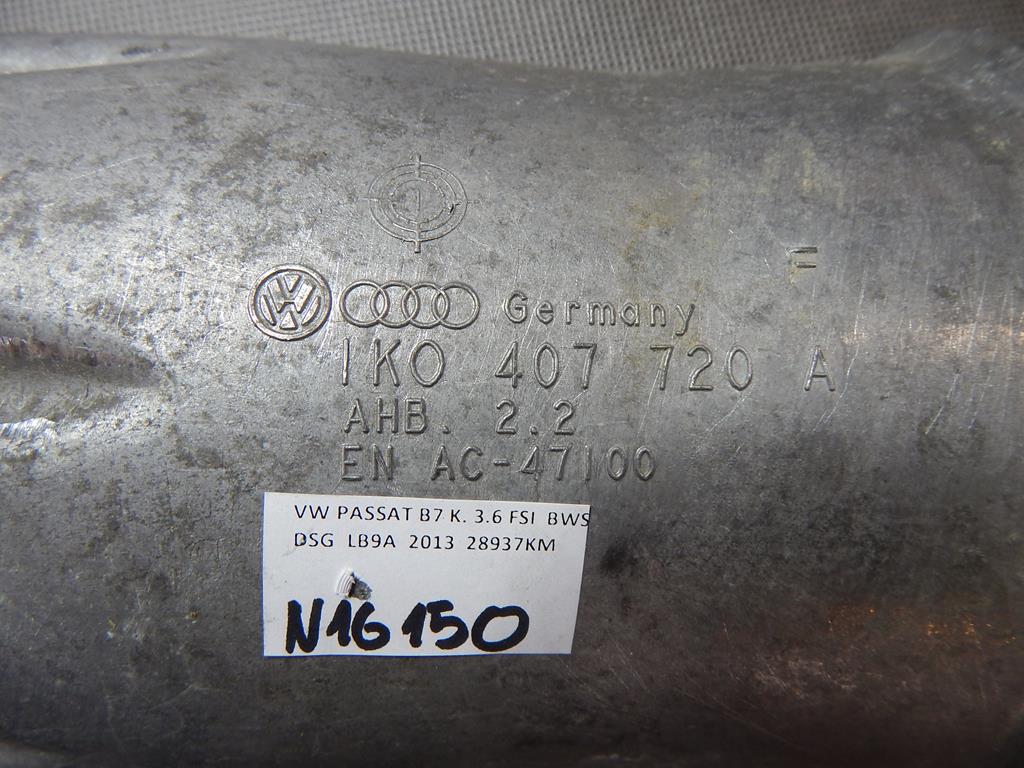 Germany
1K0 407 720 A
AHB. 2.2
EN AC-47100
VW PASSAT B7 K. 3.6 FSI BWS
DSG LB9A 2013 28937KM
N16150